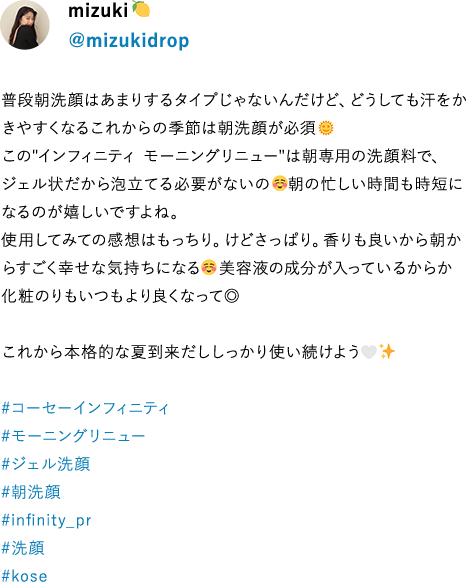 mizuki🍋
@mizukidrop
普段朝洗顔はあまりするタイプじゃないんだけど、どうしても汗をか
きやすくなるこれからの季節は朝洗顔が必須🌞
この"インフィニティ モーニングリニュー"は朝専用の洗顔料で、
ジェル状だから泡立てる必要がないの☺️朝の忙しい時間も時短に
なるのが嬉しいですよね。
使用してみての感想はもっちり。けどさっぱり。香りも良いから朝か
らすごく幸せな気持ちになる☺️美容液の成分が入っているからか
化粧のりもいつもより良くなって◎
これから本格的な夏到来だししっかり使い続けよう🤍✨
#コーセーインフィニティ
#モーニングリニュー
#ジェル洗顔
#朝洗顔
#infinity_pr
#洗顔
#kose